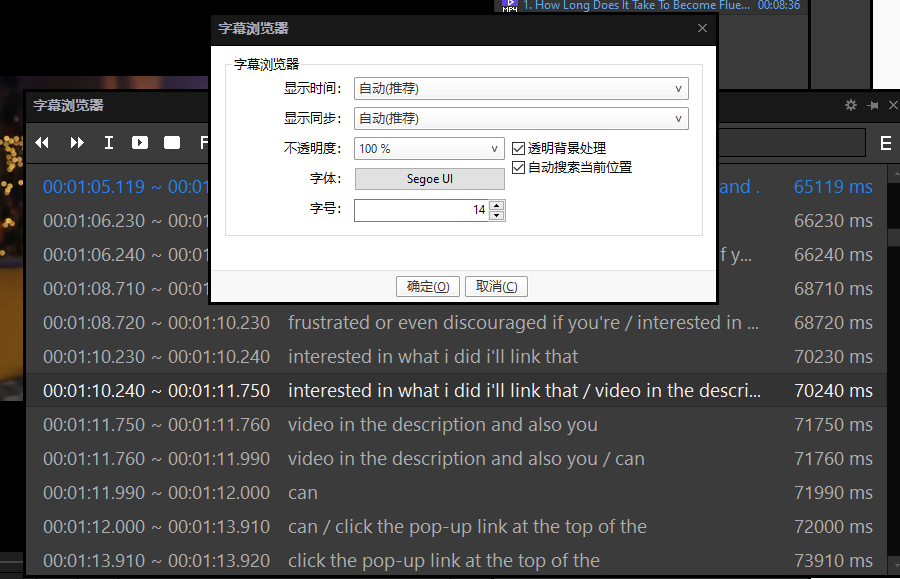 MP4 1. How Long Does It Take To Become Flue... 00:08:36
字幕浏览器
字幕浏览器
显示时间: 自动(推荐)
显示同步: 自动(推荐)
不透明度: 100 % 透明背景处理
自动搜索当前位置
字体: Segoe UI
字号: 14
确定(O) 取消(C)
字幕浏览器
I F E
00:01:05.119 ~ 00:01 and . 65119 ms
00:01:06.230 ~ 00:01 66230 ms
00:01:06.240 ~ 00:01 f y... 66240 ms
00:01:08.710 ~ 00:01 68710 ms
00:01:08.720 ~ 00:01:10.230 frustrated or even discouraged if you're / interested in ... 68720 ms
00:01:10.230 ~ 00:01:10.240 interested in what i did i'll link that 70230 ms
00:01:10.240 ~ 00:01:11.750 interested in what i did i'll link that / video in the descri... 70240 ms
00:01:11.750 ~ 00:01:11.760 video in the description and also you 71750 ms
00:01:11.760 ~ 00:01:11.990 video in the description and also you / can 71760 ms
00:01:11.990 ~ 00:01:12.000 can 71990 ms
00:01:12.000 ~ 00:01:13.910 can / click the pop-up link at the top of the 72000 ms
00:01:13.910 ~ 00:01:13.920 click the pop-up link at the top of the 73910 ms